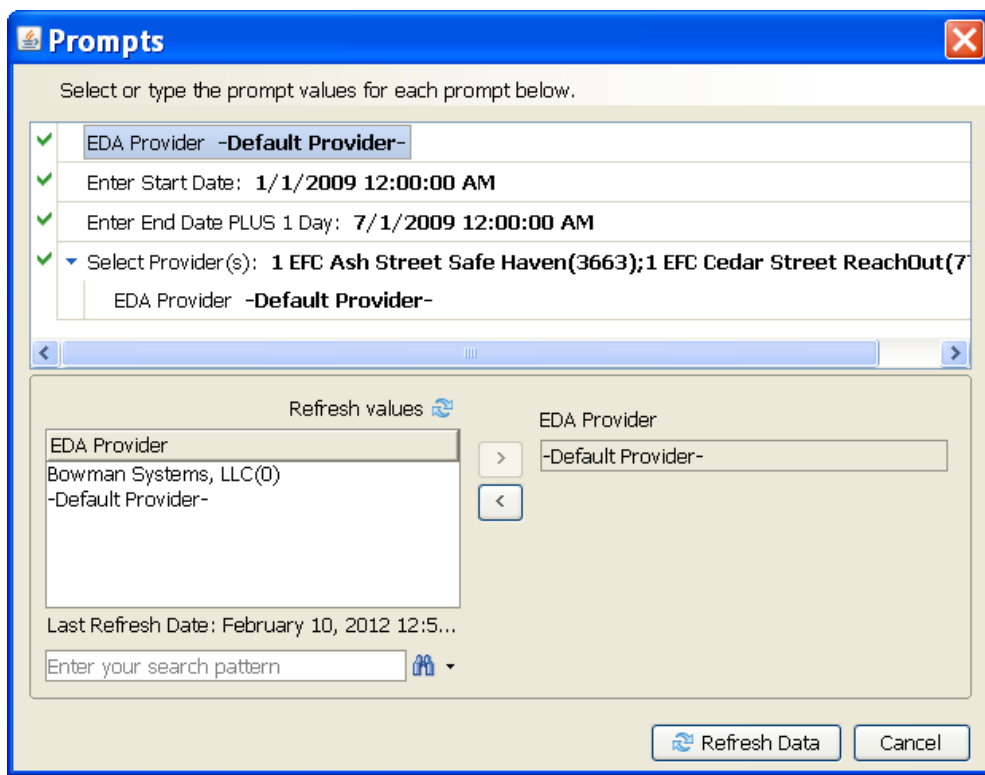 Prompts
Select or type the prompt values for each prompt below.
EDA Provider -Default Provider-
Enter Start Date: 1/1/2009 12:00:00 AM
Enter End Date PLUS 1 Day: 7/1/2009 12:00:00 AM
Select Provider(s): 1 EFC Ash Street Safe Haven(3663);1 EFC Cedar Street ReachOut(7
EDA Provider -Default Provider-
Refresh values
EDA Provider
Bowman Systems, LLC(0)
-Default Provider-
Last Refresh Date: February 10, 2012 12:5...
Enter your search pattern
>
<
EDA Provider
-Default Provider-
Refresh Data
Cancel